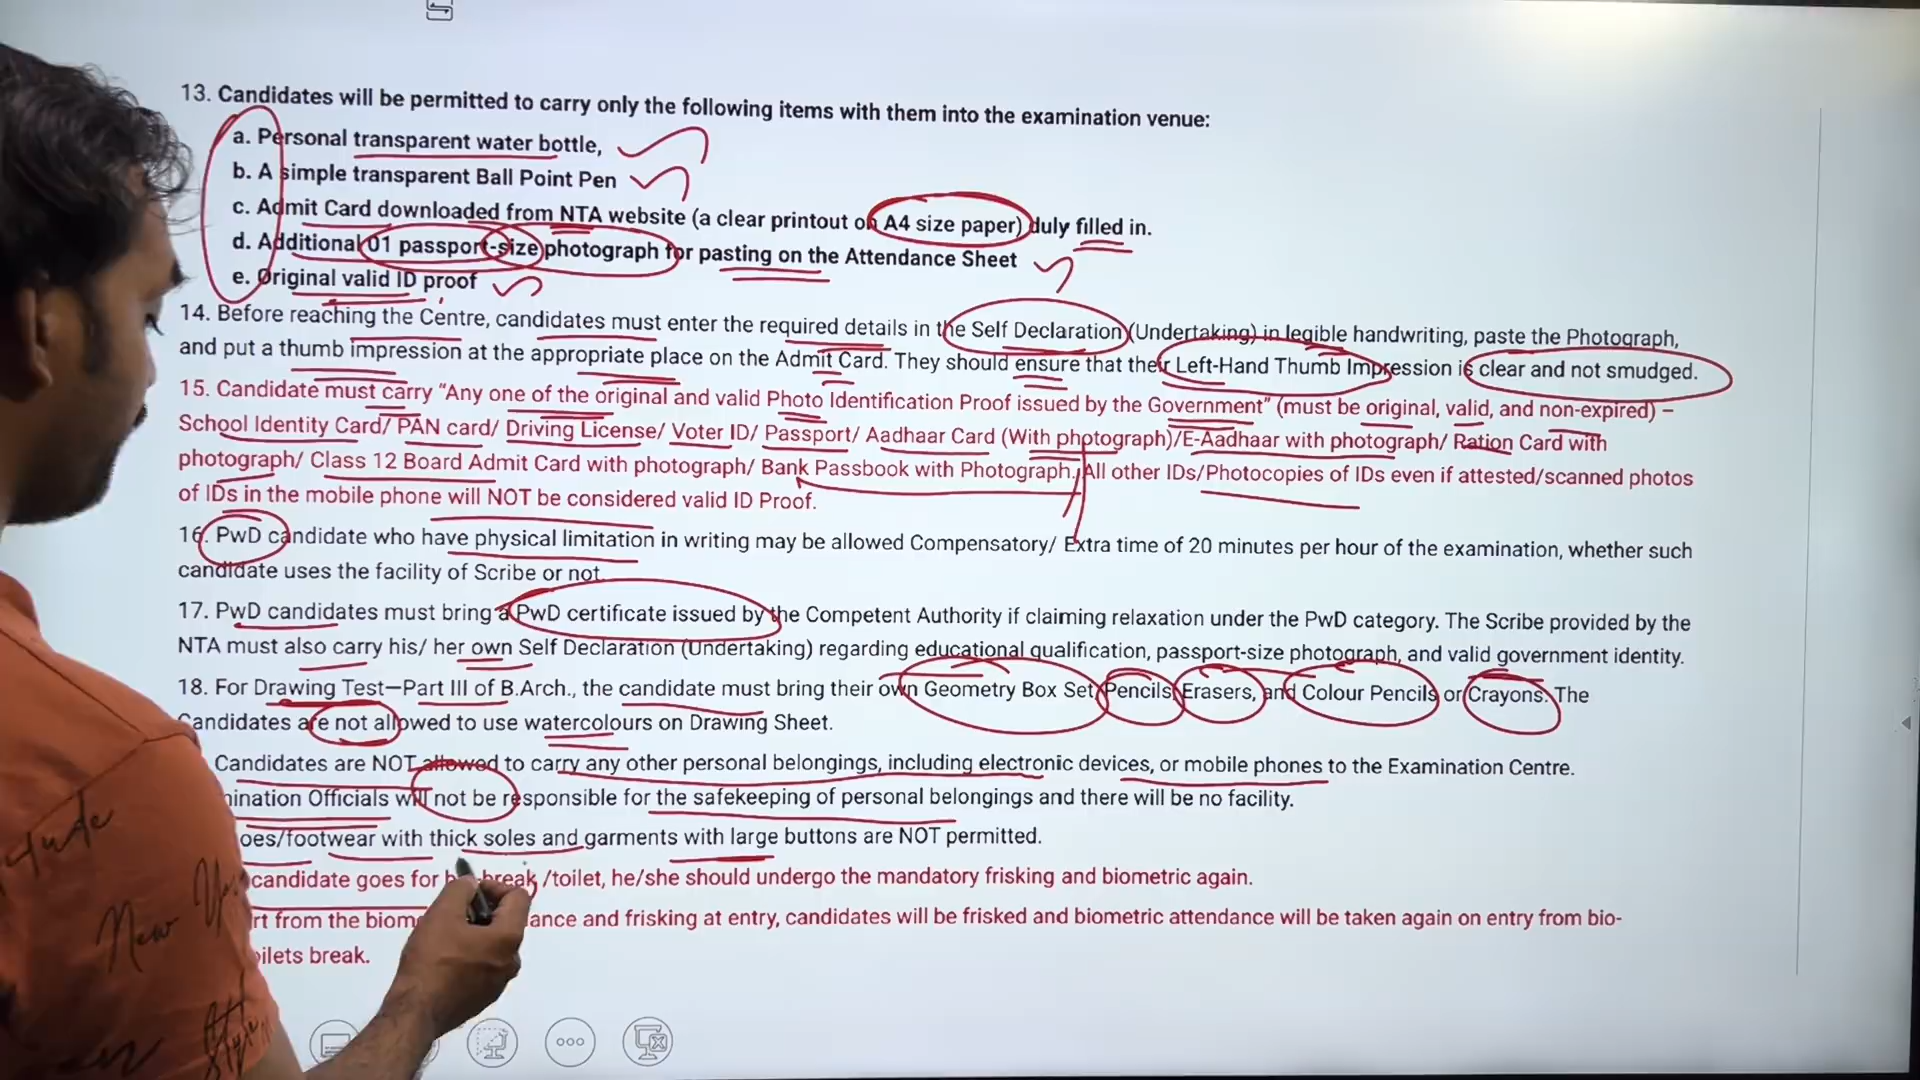 13. Candidates will be permitted to carry only the following items with them into the examination venue:
a. Personal transparent water bottle,
b. A simple transparent Ball Point Pen
c. Admit Card downloaded from NTA website (a clear printout on A4 size paper) duly filled in.
d. Additional 01 passport-size photograph for pasting on the Attendance Sheet
e. Original valid ID proof
14. Before reaching the Centre, candidates must enter the required details in the Self Declaration (Undertaking) in legible handwriting, paste the Photograph,
and put a thumb impression at the appropriate place on the Admit Card. They should ensure that their Left-Hand Thumb Impression is clear and not smudged.
15. Candidate must carry “Any one of the original and valid Photo Identification Proof issued by the Government” (must be original, valid, and non-expired) –
School Identity Card/ PAN card/ Driving License/ Voter ID/ Passport/ Aadhaar Card (With photograph)/E-Aadhaar with photograph/ Ration Card with
photograph/ Class 12 Board Admit Card with photograph/ Bank Passbook with Photograph. All other IDs/Photocopies of IDs even if attested/scanned photos
of IDs in the mobile phone will NOT be considered valid ID Proof.
16. PwD candidate who have physical limitation in writing may be allowed Compensatory/ Extra time of 20 minutes per hour of the examination, whether such
candidate uses the facility of Scribe or not.
17. PwD candidates must bring a PwD certificate issued by the Competent Authority if claiming relaxation under the PwD category. The Scribe provided by the
NTA must also carry his/ her own Self Declaration (Undertaking) regarding educational qualification, passport-size photograph, and valid government identity.
18. For Drawing Test—Part III of B.Arch., the candidate must bring their own Geometry Box Set, Pencils, Erasers, and Colour Pencils or Crayons. The
Candidates are not allowed to use watercolours on Drawing Sheet.
Candidates are NOT allowed to carry any other personal belongings, including electronic devices, or mobile phones to the Examination Centre.
ination Officials will not be responsible for the safekeeping of personal belongings and there will be no facility.
oes/footwear with thick soles and garments with large buttons are NOT permitted.
candidate goes for break /toilet, he/she should undergo the mandatory frisking and biometric again.
rt from the biom ance and frisking at entry, candidates will be frisked and biometric attendance will be taken again on entry from bio-
ilets break.
New